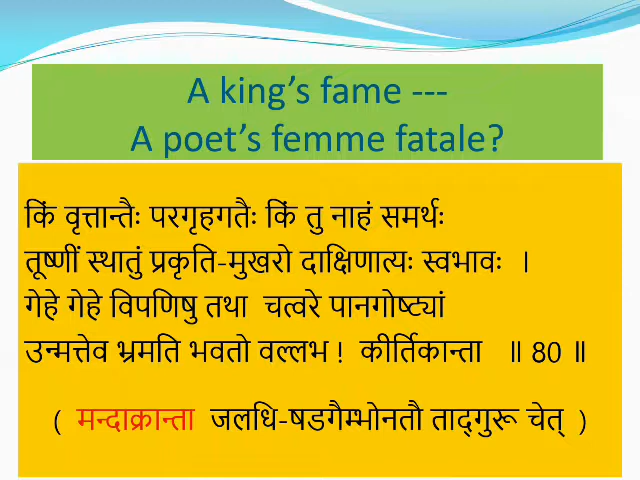 A king’s fame ---
A poet’s femme fatale?
किं वृत्तान्तैः परगृहगतैः किं तु नाहं समर्थः
तूष्णीं स्थातुं प्रकृति-मुखरो दाक्षिणात्यः स्वभावः ।
गेहे गेहे विपणिषु तथा चत्वरे पानगोष्ट्यां
उन्मत्तेव भ्रमति भवतो वल्लभ ! कीर्तिकान्ता ॥ 80 ॥
( मन्दाक्रान्ता जलधि-षडगैम्भोनतौ ताद्गुरू चेत् )